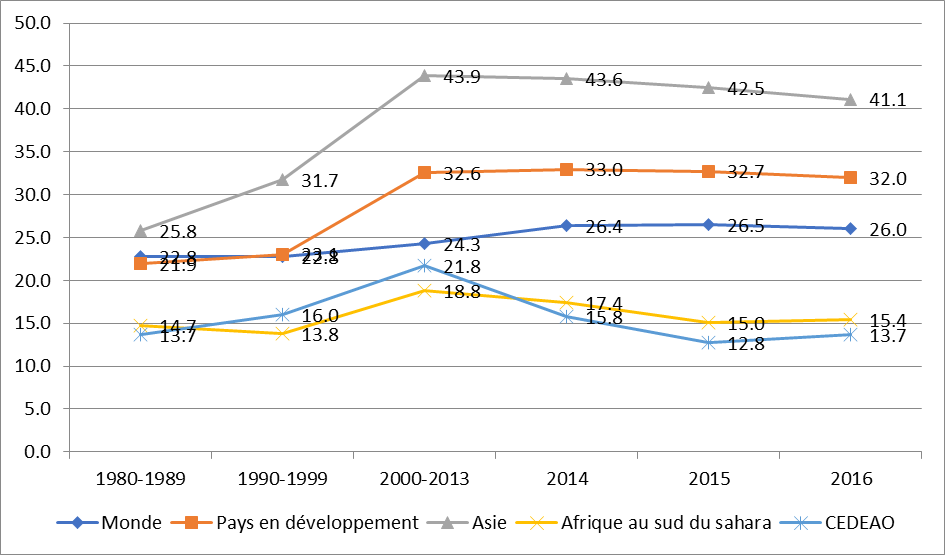 50.0
45.0
43.9 43.6 42.5 41.1
40.0
35.0
31.7 32.6 33.0 32.7 32.0
30.0
25.8 24.3 26.4 26.5 26.0
25.0
22.8
21.9 22.8 21.8
20.0
18.8 17.4
14.7 16.0 15.8 15.0 15.4
15.0
13.7 13.8 12.8 13.7
10.0
5.0
0.0
1980-1989 1990-1999 2000-2013 2014 2015 2016
Monde Pays en développement Asie Afrique au sud du sahara CEDEAO